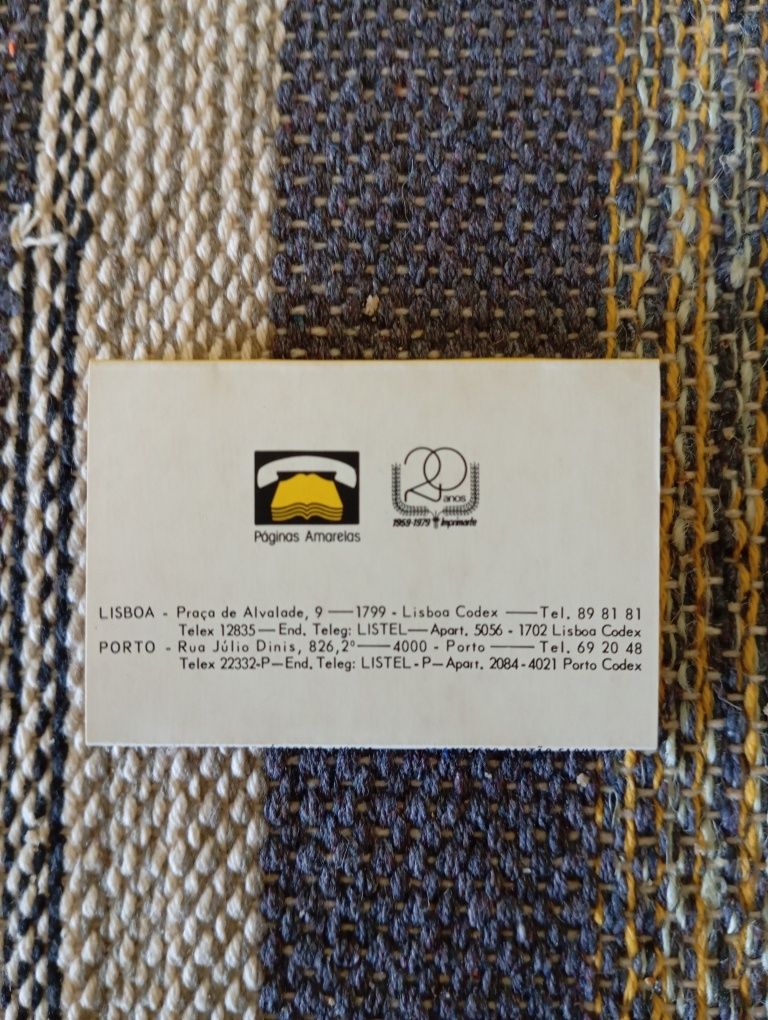 20
anos
1959-1979 Imprimarte
Páginas Amarelas
LISBOA - Praça de Alvalade, 9 — 1799 - Lisboa Codex — Tel. 89 81 81
Telex 12835 — End. Teleg: LISTEL — Apart. 5056 - 1702 Lisboa Codex
PORTO - Rua Júlio Dinis, 826, 2º — 4000 - Porto — Tel. 69 20 48
Telex 22332-P — End. Teleg: LISTEL - P — Apart. 2084 - 4021 Porto Codex